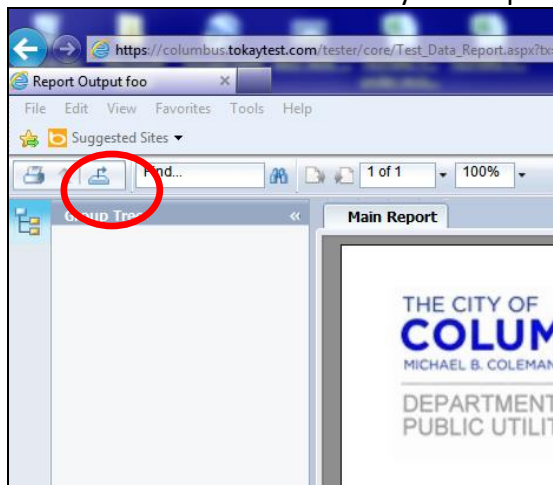 https://columbus.tokaytest.com/tester/core/Test_Data_Report.aspx?tx=
Report Output foo
File Edit View Favorites Tools Help
Suggested Sites
Find... 1 of 1 100%
Group Tree Main Report
THE CITY OF
COLUM
MICHAEL B. COLEMAN
DEPARTMENT
PUBLIC UTILIT